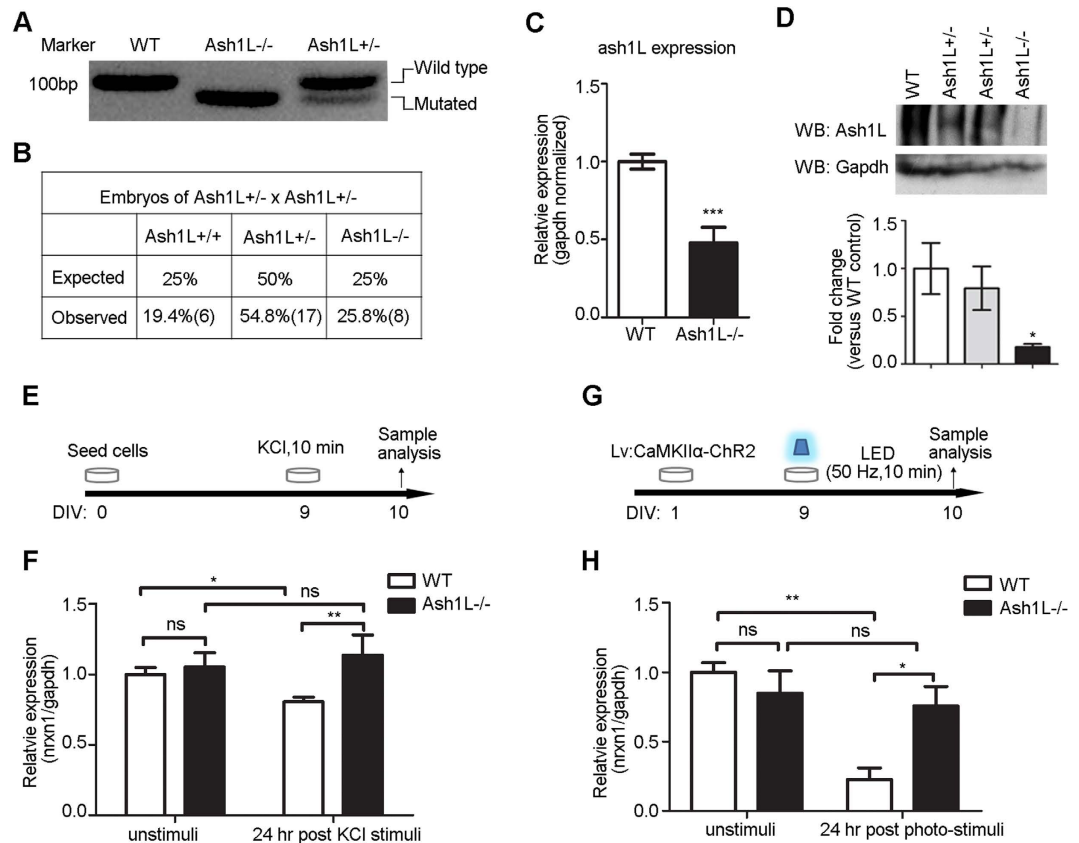 A
Marker WT Ash1L-/- Ash1L+/-
100bp
Wild type
Mutated
B
Embryos of Ash1L+/- x Ash1L+/-
Ash1L+/+ Ash1L+/- Ash1L-/-
Expected 25% 50% 25%
Observed 19.4%(6) 54.8%(17) 25.8%(8)
C
ash1L expression
Relatvie expression
(gapdh normalized)
1.5
1.0
0.5
0.0
***
WT Ash1L-/-
D
WT Ash1L+/- Ash1L+/- Ash1L-/-
WB: Ash1L
WB: Gapdh
Fold change
(versus WT control)
1.5
1.0
0.5
0.0
*
E
Seed cells
KCl,10 min
Sample
analysis
DIV: 0 9 10
F
WT
Ash1L-/-
Relatvie expression
(nrxn1/gapdh)
1.5
1.0
0.5
0.0
*
ns
ns
**
unstimuli 24 hr post KCl stimuli
G
Lv:CaMKIIα-ChR2
LED
(50 Hz,10 min)
Sample
analysis
DIV: 1 9 10
H
WT
Ash1L-/-
Relatvie expression
(nrxn1/gapdh)
1.5
1.0
0.5
0.0
**
ns
ns
*
unstimuli 24 hr post photo-stimuli